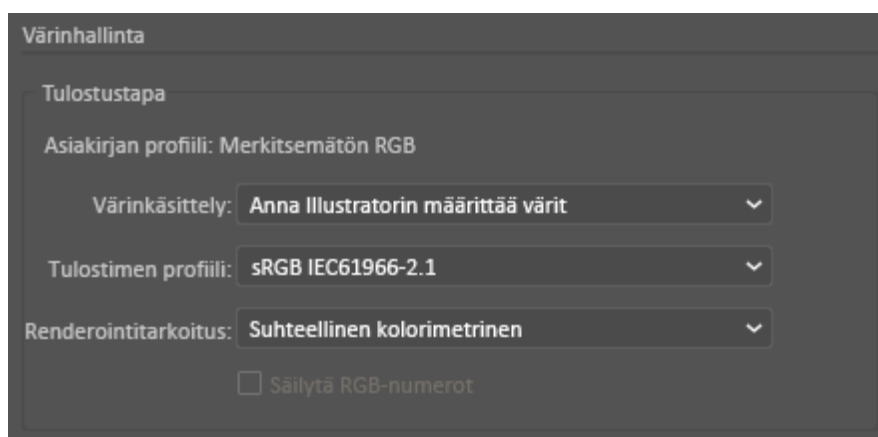 Värinhallinta
Tulostustapa
Asiakirjan profiili: Merkitsemätön RGB
Värinkäsittely: Anna Illustratorin määrittää värit
Tulostimen profiili: sRGB IEC61966-2.1
Renderointitarkoitus: Suhteellinen kolorimetrinen
Säilytä RGB-numerot